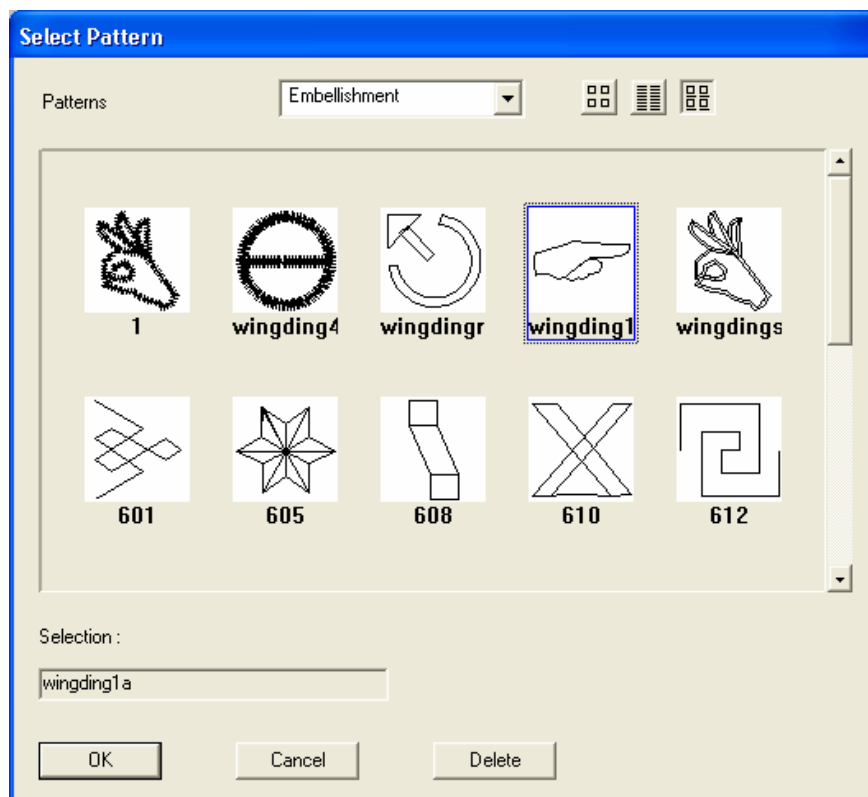 Select Pattern
Patterns
Embellishment
1 wingding4 wingdingr wingding1 wingdings
601 605 608 610 612
Selection :
wingding1a
OK Cancel Delete